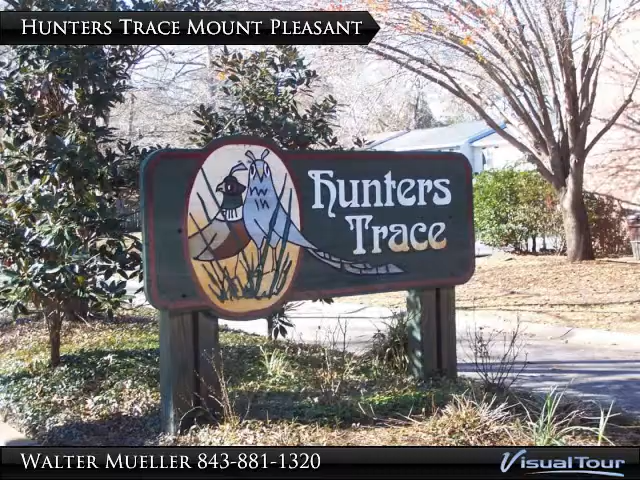 Hunters Trace Mount Pleasant
Hunters
Trace
Walter Mueller 843-881-1320
VisualTour